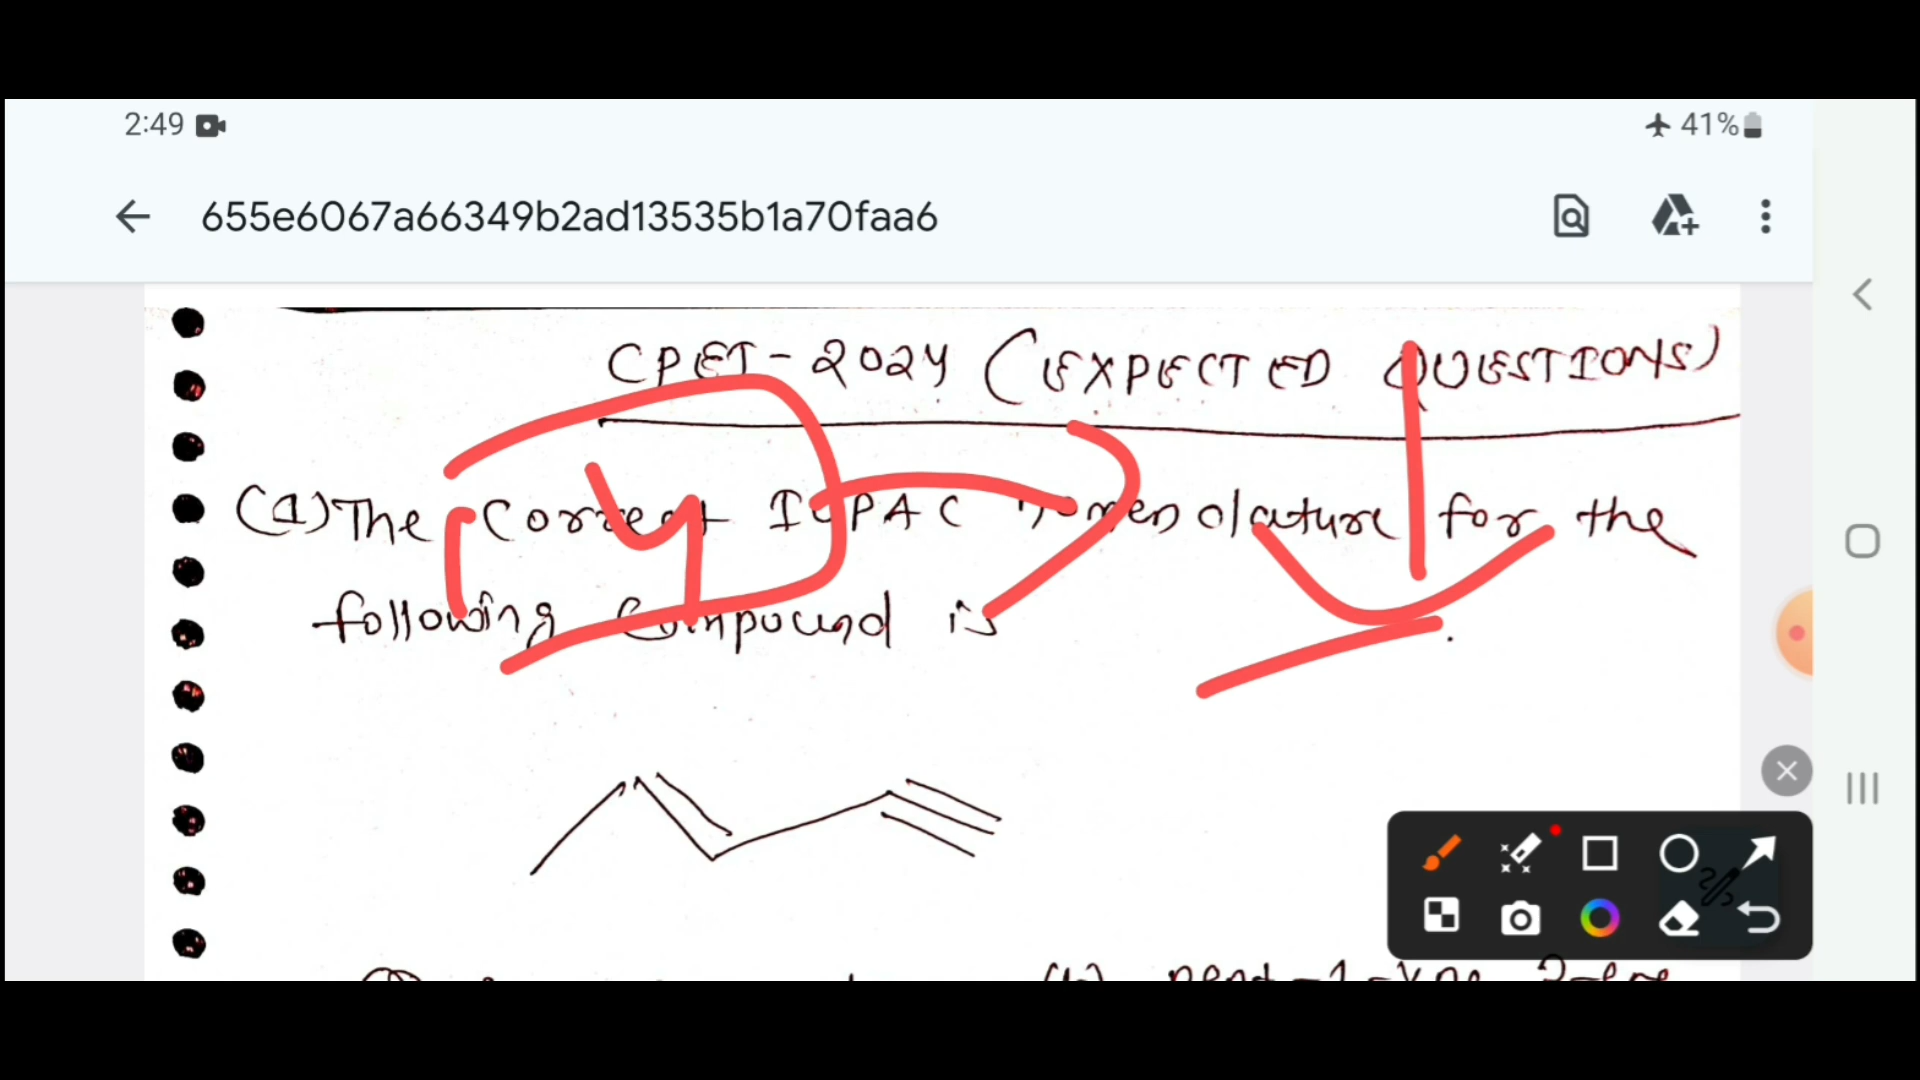 2:49 41%
655e6067a66349b2ad13535b1a70faa6
CPET-2024 (EXPECTED QUESTIONS)
(1) The Correct IUPAC nomenclature for the
following Compound is .